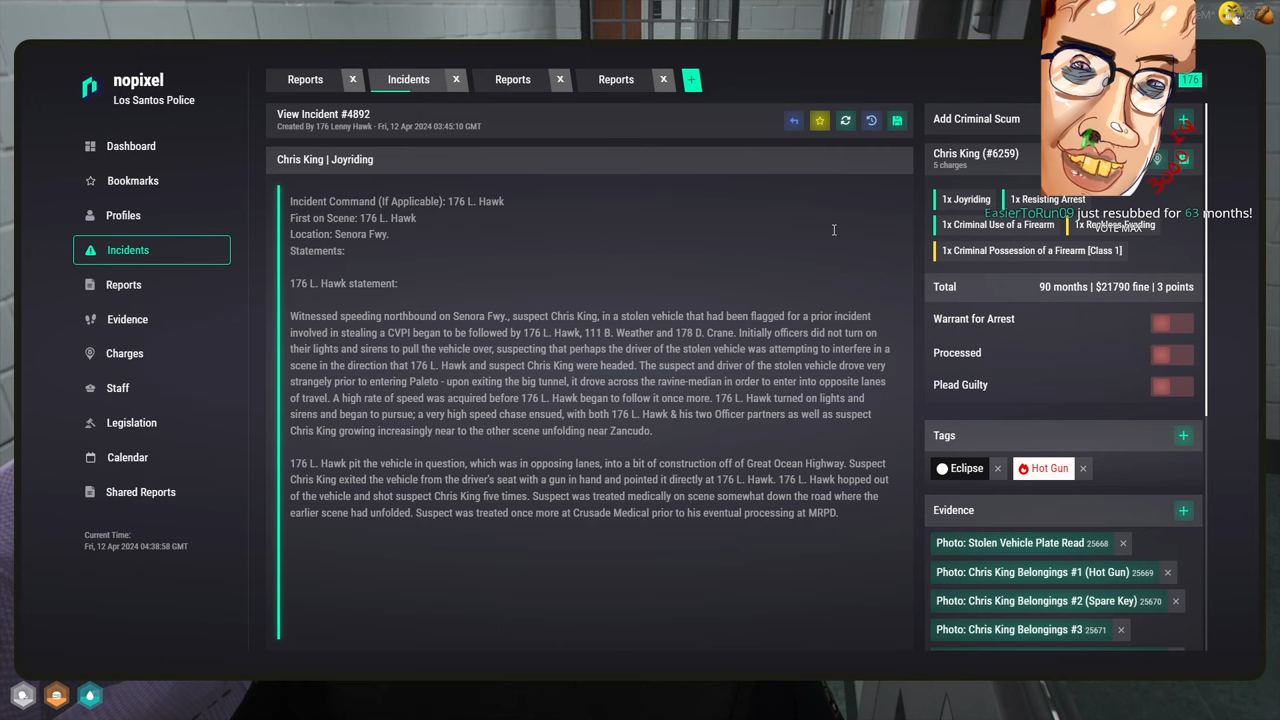 nopixel
Los Santos Police
Dashboard
Bookmarks
Profiles
Incidents
Reports
Evidence
Charges
Staff
Legislation
Calendar
Shared Reports
Current Time:
Fri, 12 Apr 2024 04:38:58 GMT
Reports x
Incidents x
Reports x
Reports x
+
View Incident #4892
Created By 176 Lenny Hawk · Fri, 12 Apr 2024 03:45:10 GMT
Chris King | Joyriding
Incident Command (If Applicable): 176 L. Hawk
First on Scene: 176 L. Hawk
Location: Senora Fwy.
Statements:
176 L. Hawk statement:
Witnessed speeding northbound on Senora Fwy., suspect Chris King, in a stolen vehicle that had been flagged for a prior incident
involved in stealing a CVPI began to be followed by 176 L. Hawk, 111 B. Weather and 178 D. Crane. Initially officers did not turn on
their lights and sirens to pull the vehicle over, suspecting that perhaps the driver of the stolen vehicle was attempting to interfere in a
scene in the direction that 176 L. Hawk and suspect Chris King were headed. The suspect and driver of the stolen vehicle drove very
strangely prior to entering Paleto - upon exiting the big tunnel, it drove across the ravine-median in order to enter into opposite lanes
of travel. A high rate of speed was acquired before 176 L. Hawk began to follow it once more. 176 L. Hawk turned on lights and
sirens and began to pursue; a very high speed chase ensued, with both 176 L. Hawk & his two Officer partners as well as suspect
Chris King growing increasingly near to the other scene unfolding near Zancudo.
176 L. Hawk pit the vehicle in question, which was in opposing lanes, into a bit of construction off of Great Ocean Highway. Suspect
Chris King exited the vehicle from the driver's seat with a gun in hand and pointed it directly at 176 L. Hawk. 176 L. Hawk hopped out
of the vehicle and shot suspect Chris King five times. Suspect was treated medically on scene somewhat down the road where the
earlier scene had unfolded. Suspect was treated once more at Crusade Medical prior to his eventual processing at MRPD.
176
Add Criminal Scum
Chris King (#6259)
5 charges
300 IQ
1x Joyriding
1x Resisting Arrest
EasierToRun09 just resubbed for 63 months!
VOTE MAX
1x Criminal Use of a Firearm
1x Reckless Evading
1x Criminal Possession of a Firearm [Class 1]
Total
90 months | $21790 fine | 3 points
Warrant for Arrest
Processed
Plead Guilty
Tags
Eclipse x
Hot Gun x
Evidence
Photo: Stolen Vehicle Plate Read 25668 x
Photo: Chris King Belongings #1 (Hot Gun) 25669 x
Photo: Chris King Belongings #2 (Spare Key) 25670 x
Photo: Chris King Belongings #3 25671 x